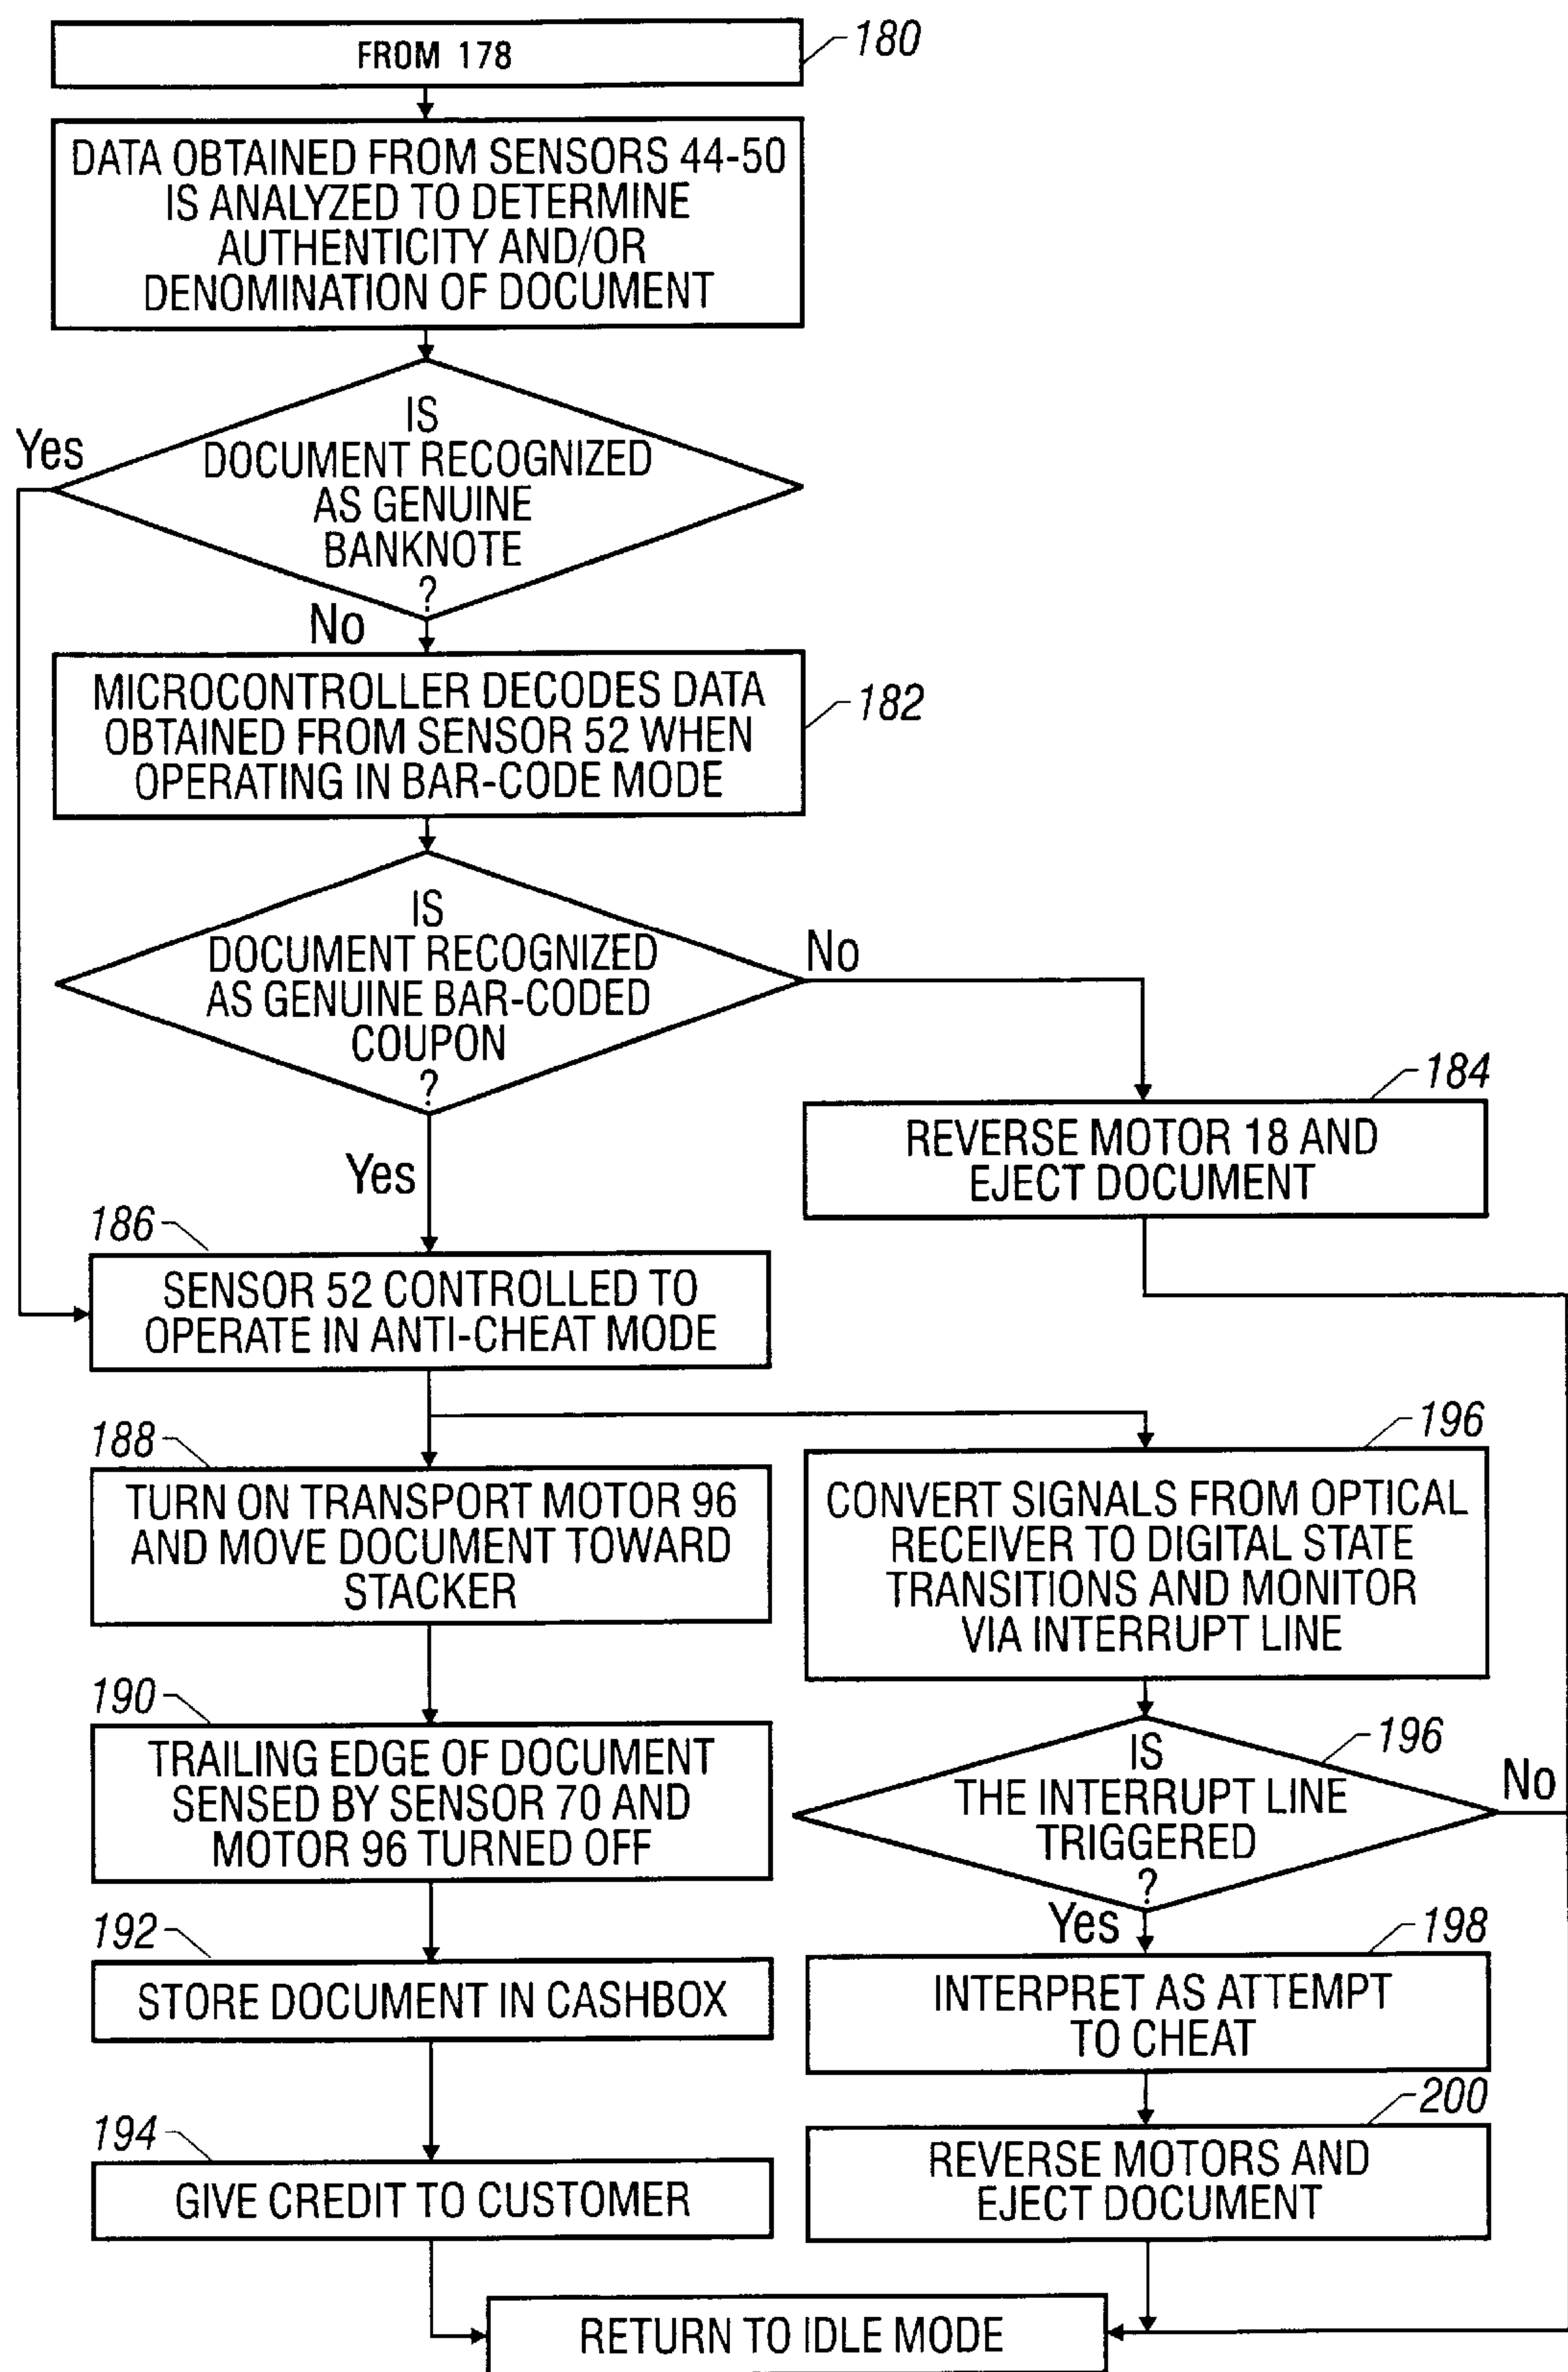 FROM 178
180
DATA OBTAINED FROM SENSORS 44-50
IS ANALYZED TO DETERMINE
AUTHENTICITY AND/OR
DENOMINATION OF DOCUMENT
IS
DOCUMENT RECOGNIZED
AS GENUINE
BANKNOTE
?
Yes
No
MICROCONTROLLER DECODES DATA
OBTAINED FROM SENSOR 52 WHEN
OPERATING IN BAR-CODE MODE
182
IS
DOCUMENT RECOGNIZED
AS GENUINE BAR-CODED
COUPON
?
No
Yes
184
REVERSE MOTOR 18 AND
EJECT DOCUMENT
186
SENSOR 52 CONTROLLED TO
OPERATE IN ANTI-CHEAT MODE
188
TURN ON TRANSPORT MOTOR 96
AND MOVE DOCUMENT TOWARD
STACKER
196
CONVERT SIGNALS FROM OPTICAL
RECEIVER TO DIGITAL STATE
TRANSITIONS AND MONITOR
VIA INTERRUPT LINE
190
TRAILING EDGE OF DOCUMENT
SENSED BY SENSOR 70 AND
MOTOR 96 TURNED OFF
196
IS
THE INTERRUPT LINE
TRIGGERED
?
No
Yes
192
STORE DOCUMENT IN CASHBOX
198
INTERPRET AS ATTEMPT
TO CHEAT
194
GIVE CREDIT TO CUSTOMER
200
REVERSE MOTORS AND
EJECT DOCUMENT
RETURN TO IDLE MODE